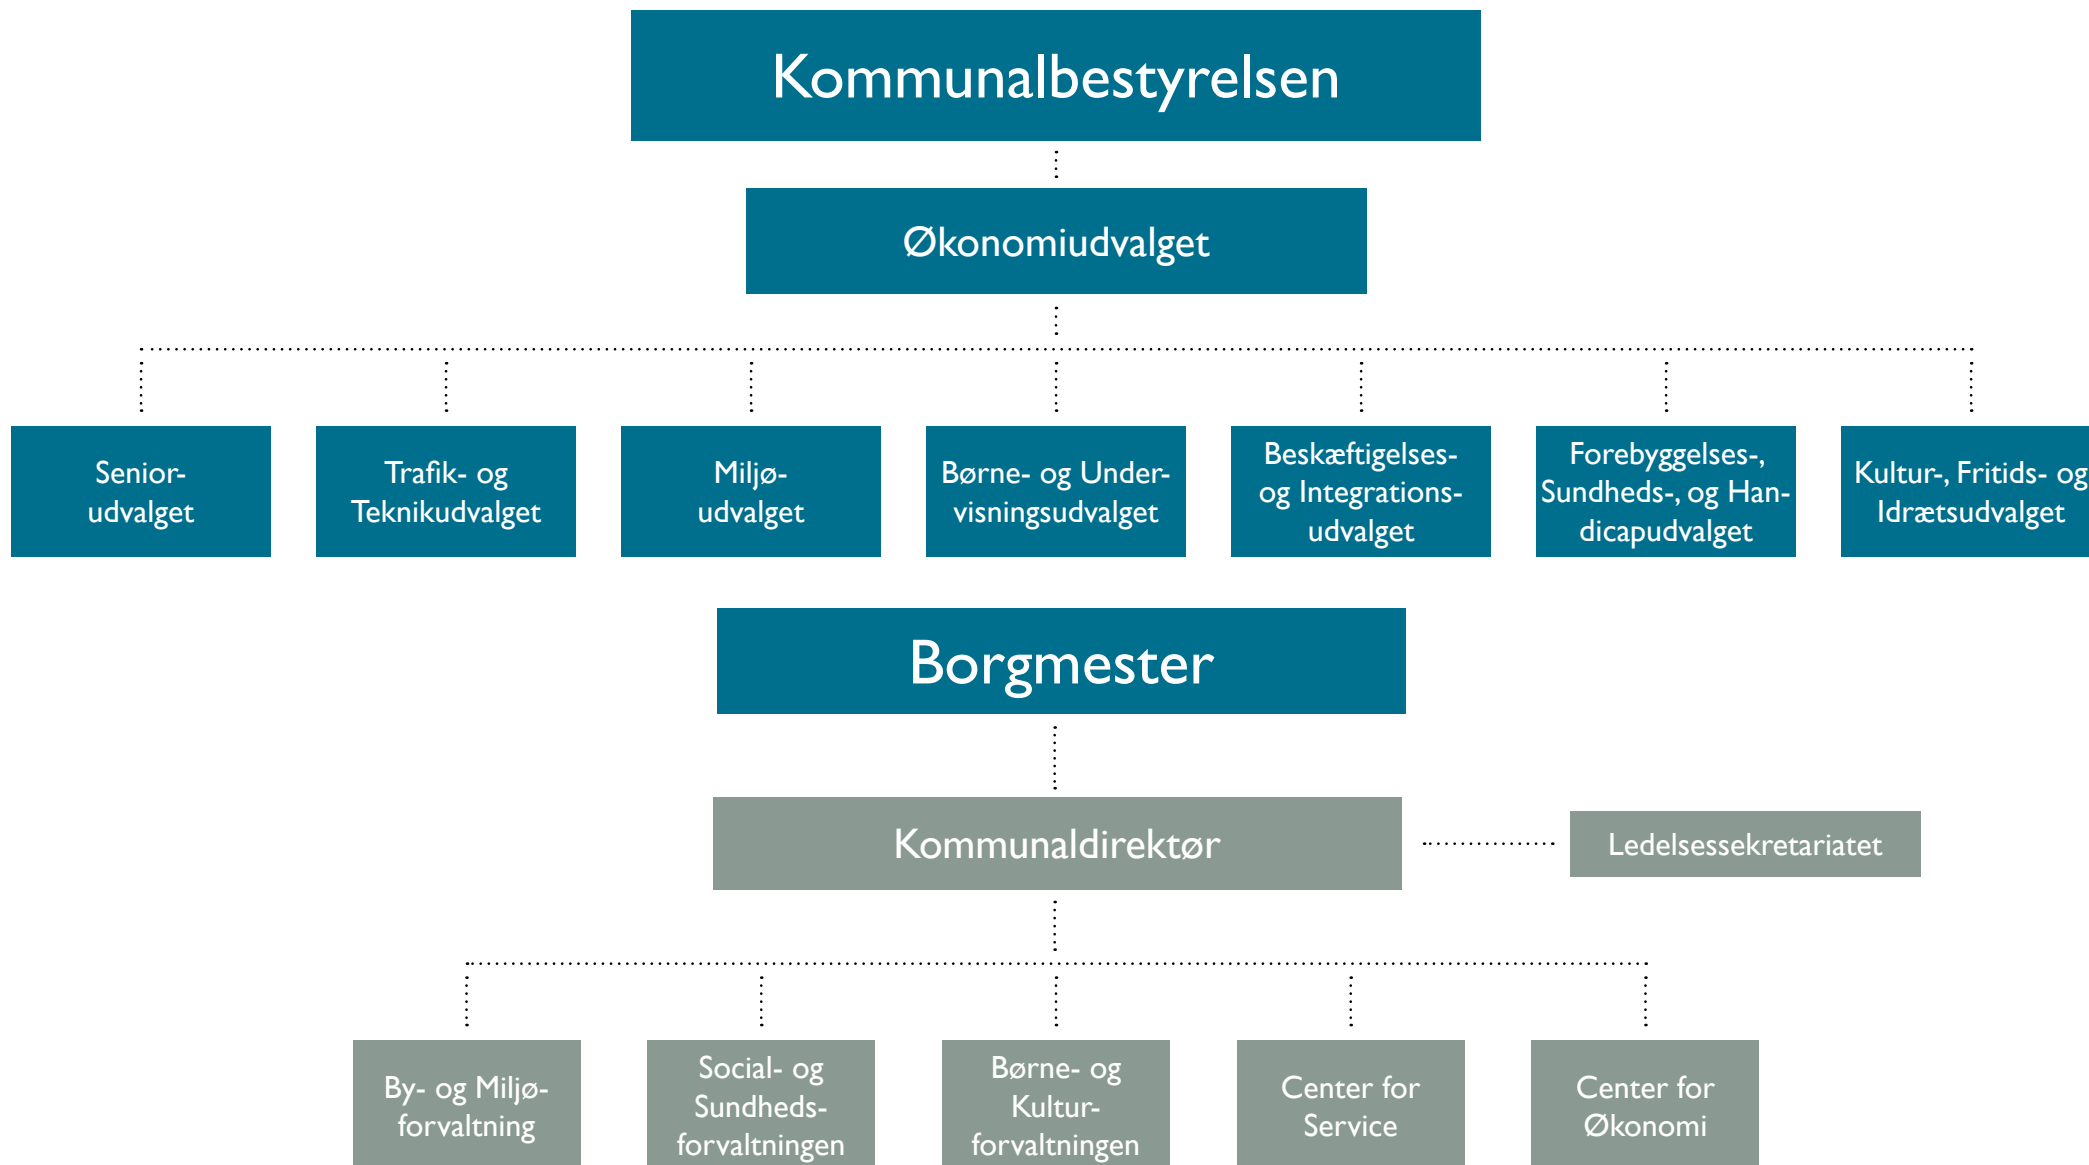 Kommunalbestyrelsen
Økonomiudvalget
Senior-
udvalget
Trafik- og
Teknikudvalget
Miljø-
udvalget
Børne- og Under-
visningsudvalget
Beskæftigelses-
og Integrations-
udvalget
Forebyggelses-,
Sundheds-, og Han-
dicapudvalget
Kultur-, Fritids- og
Idrætsudvalget
Borgmester
Kommunaldirektør
Ledelsessekretariatet
By- og Miljø-
forvaltning
Social- og
Sundheds-
forvaltningen
Børne- og
Kultur-
forvaltningen
Center for
Service
Center for
Økonomi